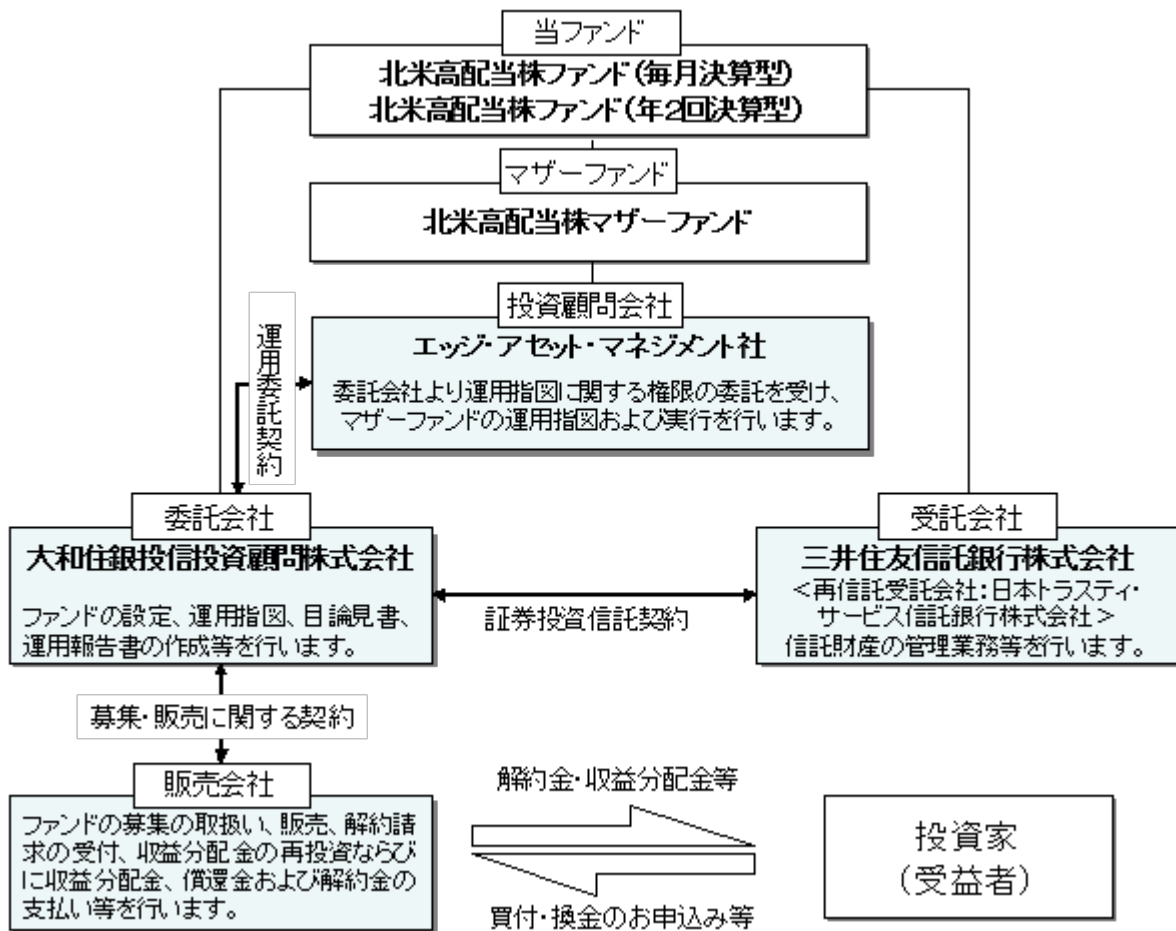 当ファンド
北米高配当株ファンド(毎月決算型)
北米高配当株ファンド(年2回決算型)
マザーファンド
北米高配当株マザーファンド
投資顧問会社
エッジ・アセット・マネジメント社
委託会社より運用指図に関する権限の委託を受け、
マザーファンドの運用指図および実行を行います。
運用委託契約
委託会社
大和住銀投信投資顧問株式会社
ファンドの設定、運用指図、目論見書、
運用報告書の作成等を行います。
証券投資信託契約
受託会社
三井住友信託銀行株式会社
<再信託受託会社:日本トラスティ・
サービス信託銀行株式会社>
信託財産の管理業務等を行います。
募集・販売に関する契約
販売会社
ファンドの募集の取扱い、販売、解約請
求の受付、収益分配金の再投資ならび
に収益分配金、償還金および解約金の
支払い等を行います。
解約金・収益分配金等
買付・換金のお申込み等
投資家
(受益者)